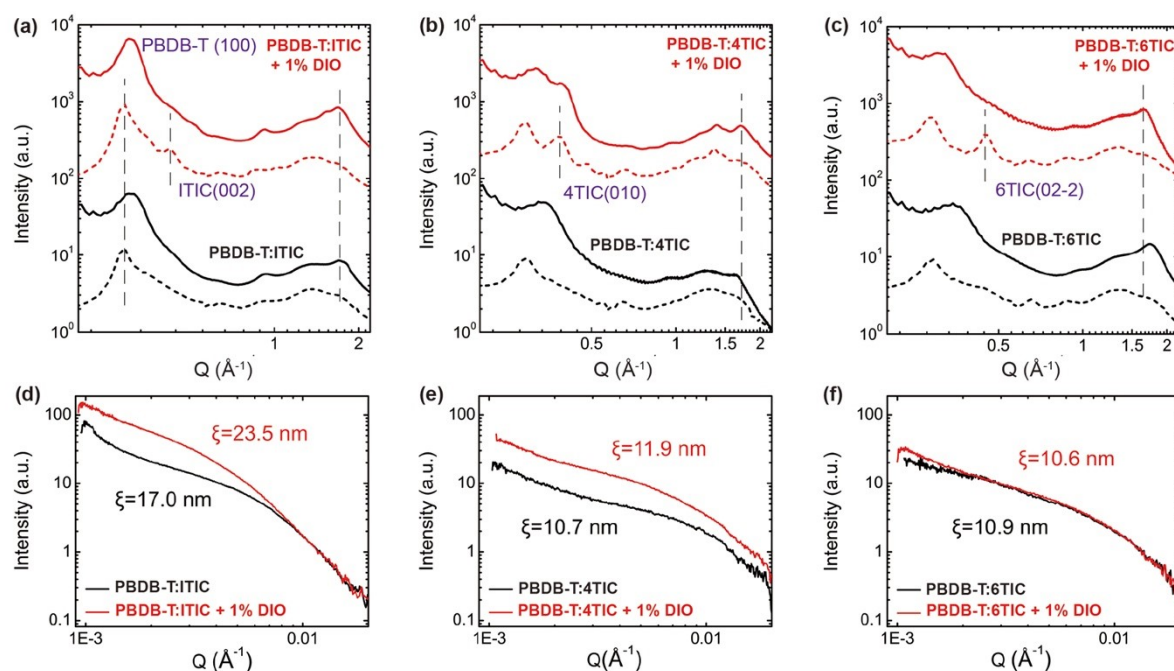 (a)
PBDB-T (100)
PBDB-T:ITIC
+ 1% DIO
ITIC(002)
PBDB-T:ITIC
Intensity (a.u.)
10⁴
10³
10²
10¹
10⁰
1
2
Q (Å⁻¹)
(b)
PBDB-T:4TIC
+ 1% DIO
4TIC(010)
PBDB-T:4TIC
Intensity (a.u.)
10⁴
10³
10²
10¹
10⁰
0.5
1
1.5
2
Q (Å⁻¹)
(c)
PBDB-T:6TIC
+ 1% DIO
6TIC(02-2)
PBDB-T:6TIC
Intensity (a.u.)
10⁴
10³
10²
10¹
10⁰
0.5
1
1.5
2
Q (Å⁻¹)
(d)
ξ=23.5 nm
ξ=17.0 nm
PBDB-T:ITIC
PBDB-T:ITIC + 1% DIO
Intensity (a.u.)
100
10
1
0.1
1E-3
0.01
Q (Å⁻¹)
(e)
ξ=11.9 nm
ξ=10.7 nm
PBDB-T:4TIC
PBDB-T:4TIC + 1% DIO
Intensity (a.u.)
100
10
1
0.1
1E-3
0.01
Q(Å⁻¹)
(f)
ξ=10.6 nm
ξ=10.9 nm
PBDB-T:6TIC
PBDB-T:6TIC + 1% DIO
Intensity (a.u.)
100
10
1
0.1
1E-3
0.01
Q (Å⁻¹)